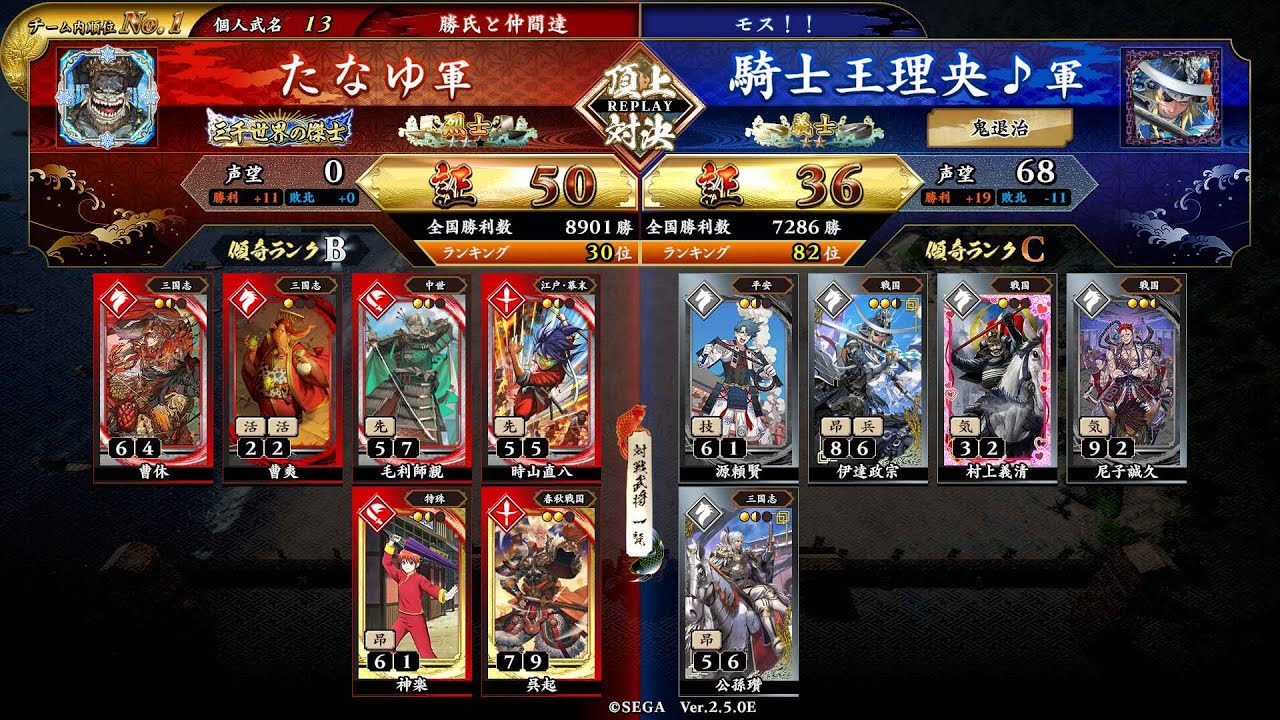 チーム内順位 No.1
個人武名 13
勝氏と仲間達
モス！！
たなゆ軍
頂上
REPLAY
対決
騎士王理央♪軍
三千世界の傑士
烈士
義士
鬼退治
声望 0
勝利 +11 敗北 +0
証 50
証 36
声望 68
勝利 +19 敗北 -11
全国勝利数 8901勝
全国勝利数 7286勝
傾奇ランクB
ランキング 30位
ランキング 82位
傾奇ランクC
三国志
三国志
中世
江戸・幕末
平安
戦国
戦国
戦国
活 活
先
先
技
昂 兵
気
気
6 4
2 2
5 7
5 5
6 1
8 6
3 2
9 2
曹休
曹爽
毛利師親
時山直八
源頼賢
伊達政宗
村上義清
尼子誠久
対戦武将一覧
特殊
春秋戦国
三国志
昂
昂
6 1
7 9
5 6
神楽
呉起
公孫瓚
©SEGA Ver.2.5.0E